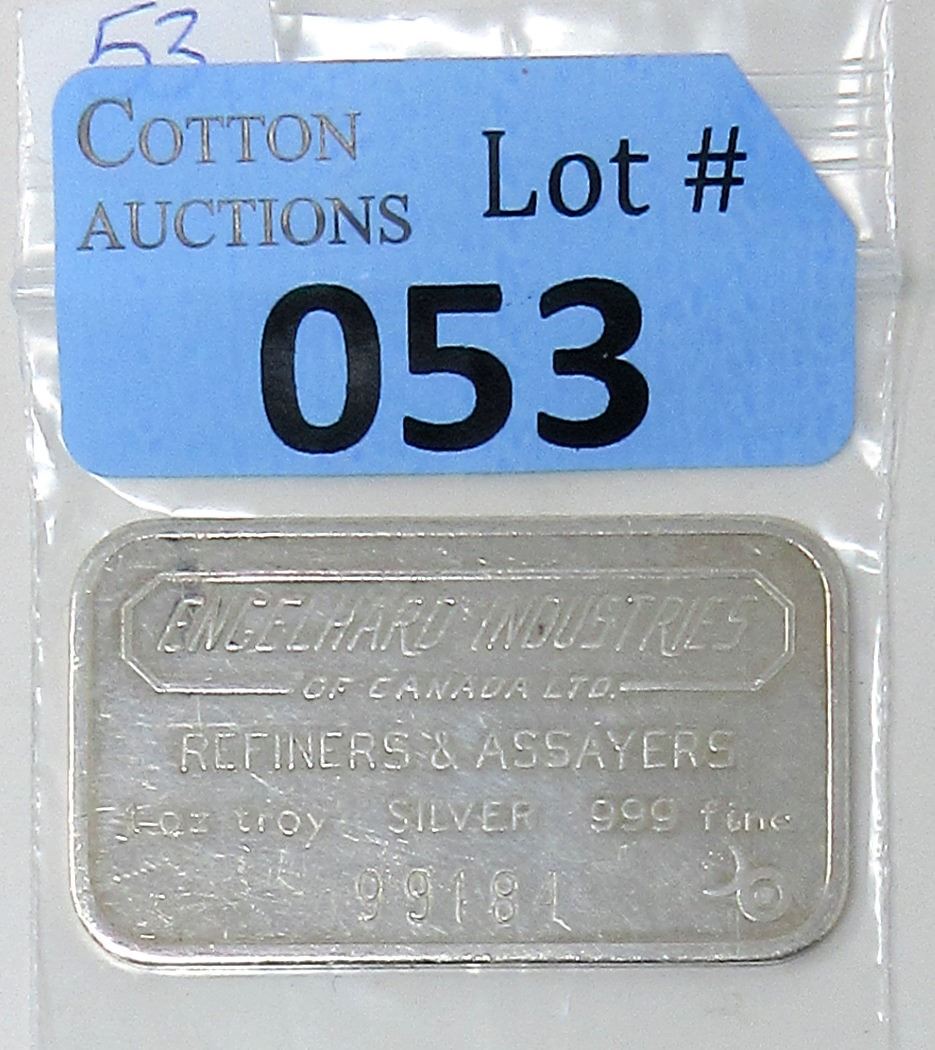 53
COTTON
AUCTIONS
Lot #
053
ENGELHARD INDUSTRIES
OF CANADA LTD.
REFINERS & ASSAYERS
1 oz troy SILVER 999 fine
99181